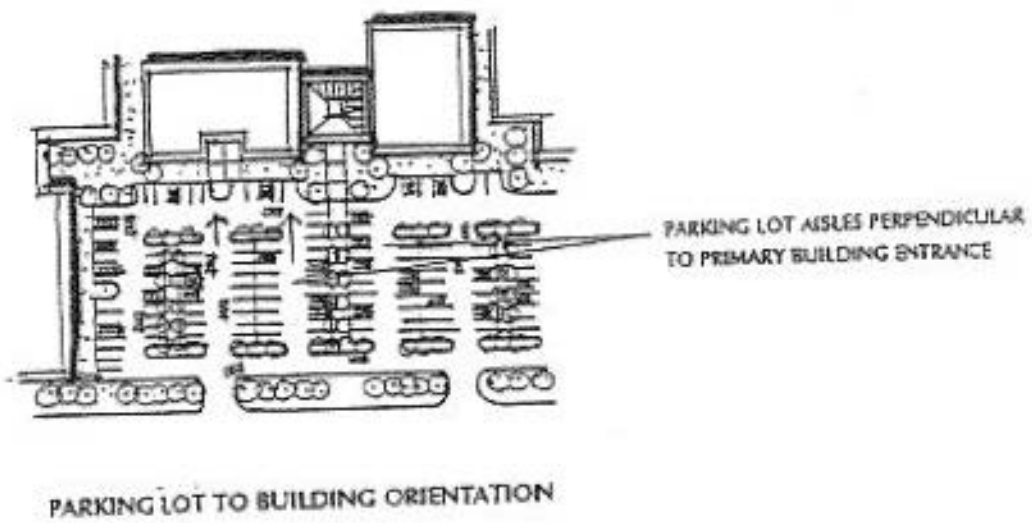 PARKING LOT AISLES PERPENDICULAR
TO PRIMARY BUILDING ENTRANCE
PARKING LOT TO BUILDING ORIENTATION